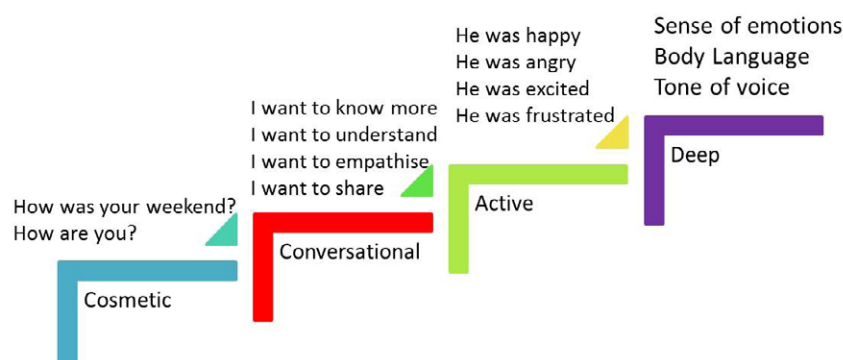 How was your weekend?
How are you?
Cosmetic
I want to know more
I want to understand
I want to empathise
I want to share
Conversational
He was happy
He was angry
He was excited
He was frustrated
Active
Sense of emotions
Body Language
Tone of voice
Deep